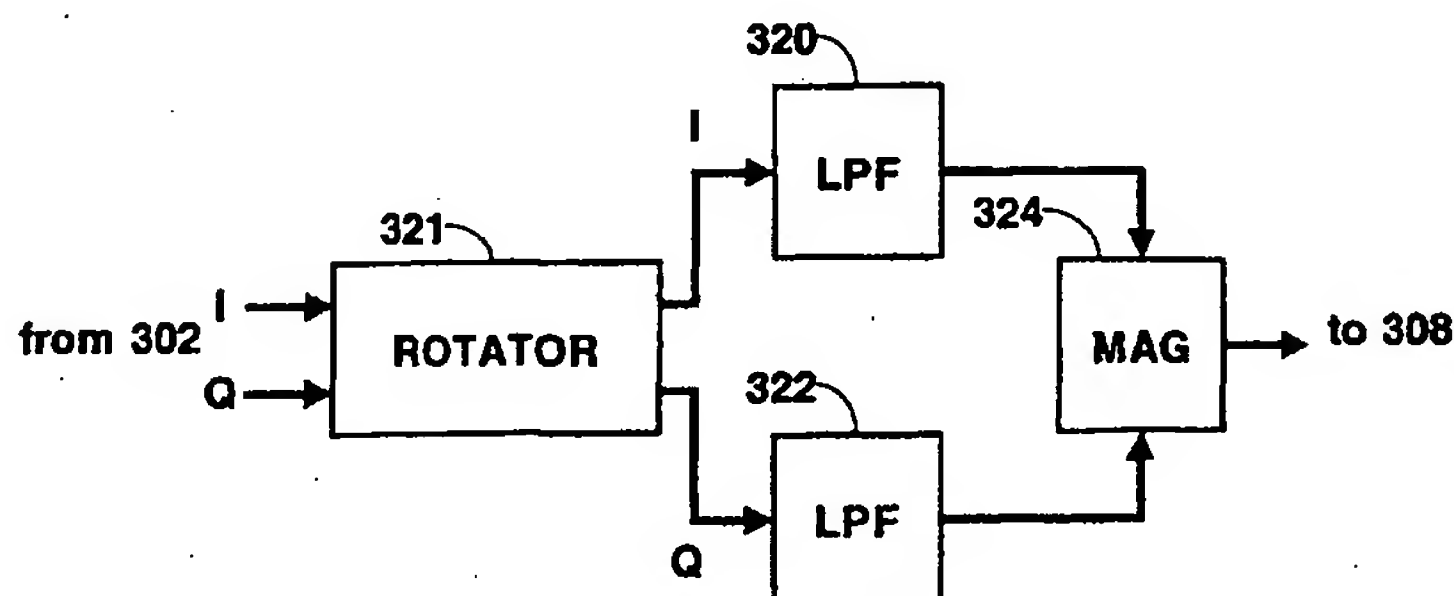 320
I
LPF
324
321
I
from 302
ROTATOR
MAG
to 308
Q
322
LPF
Q